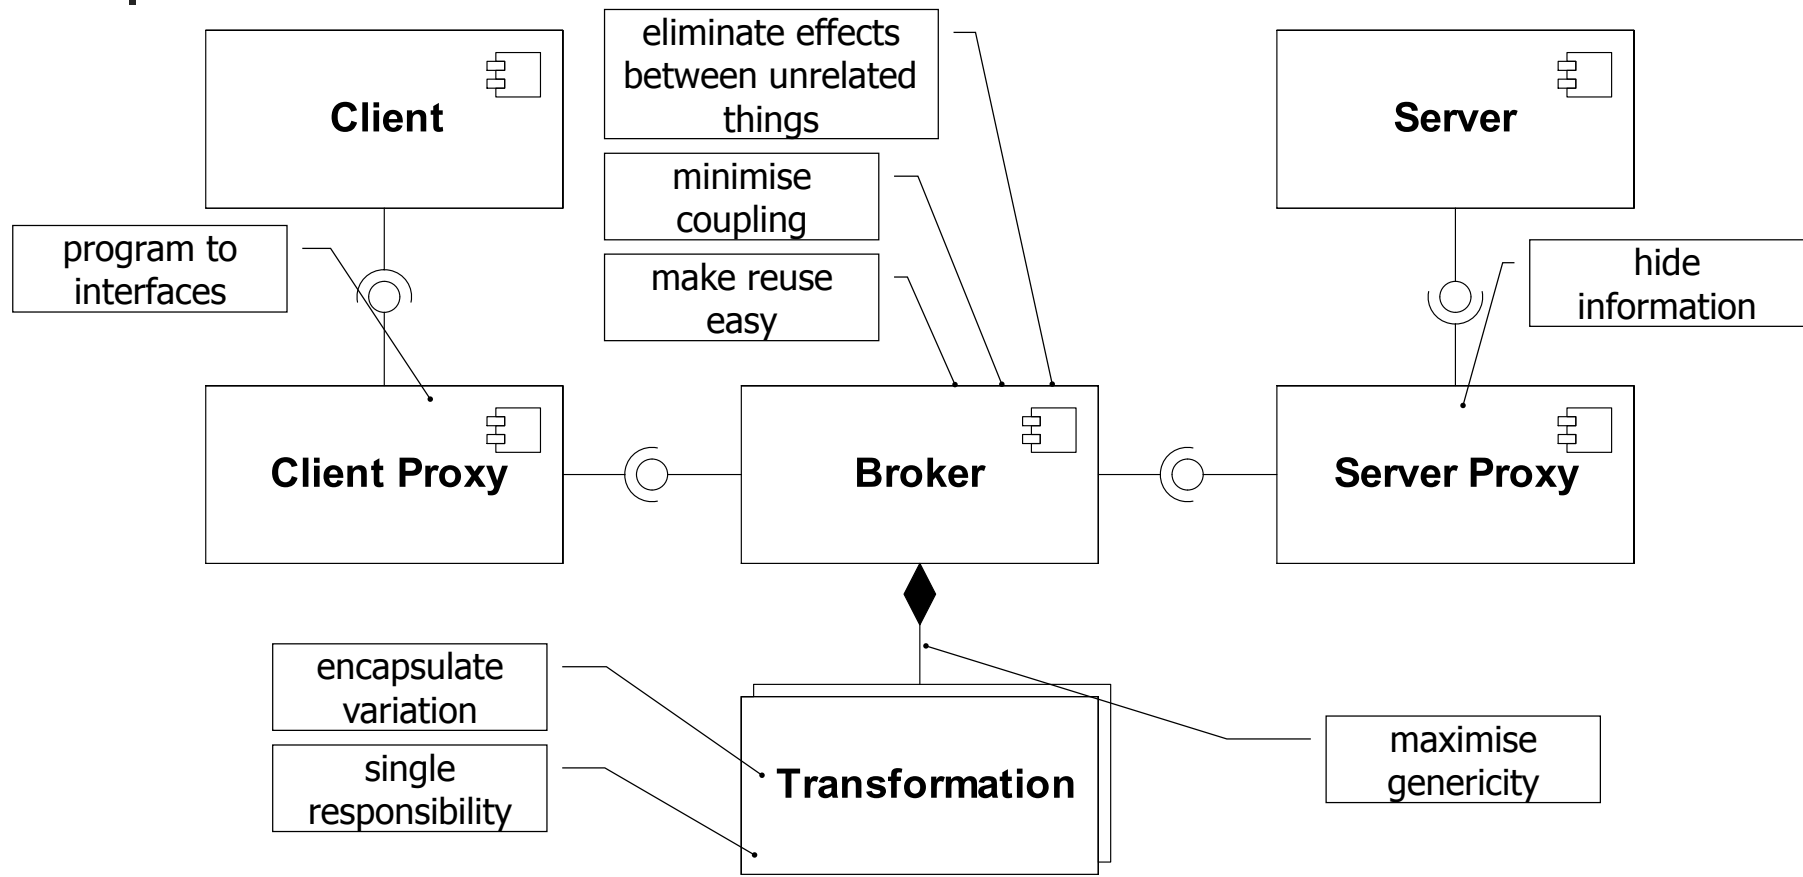 eliminate effects
between unrelated
things
Client
Server
minimise
coupling
program to
interfaces
make reuse
easy
hide
information
Client Proxy
Broker
Server Proxy
encapsulate
variation
single
responsibility
Transformation
maximise
genericity